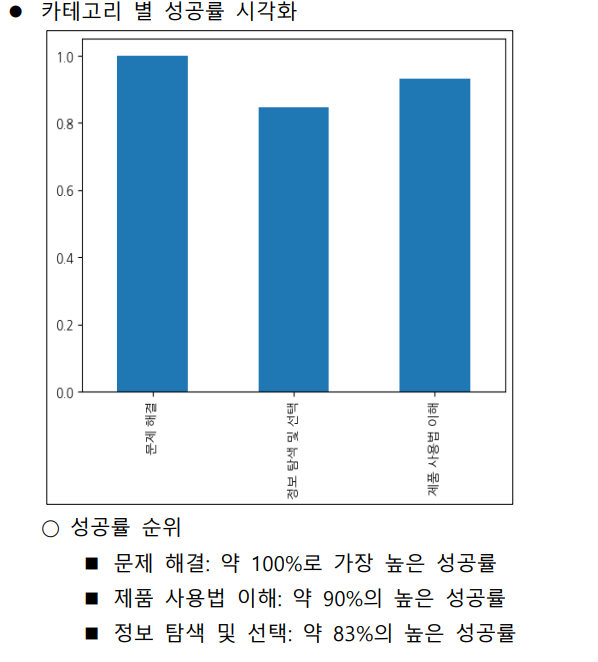 ● 카테고리 별 성공률 시각화
1.0
0.8
0.6
0.4
0.2
0.0
문제 해결
정보 탐색 및 선택
제품 사용법 이해
○ 성공률 순위
■ 문제 해결: 약 100%로 가장 높은 성공률
■ 제품 사용법 이해: 약 90%의 높은 성공률
■ 정보 탐색 및 선택: 약 83%의 높은 성공률